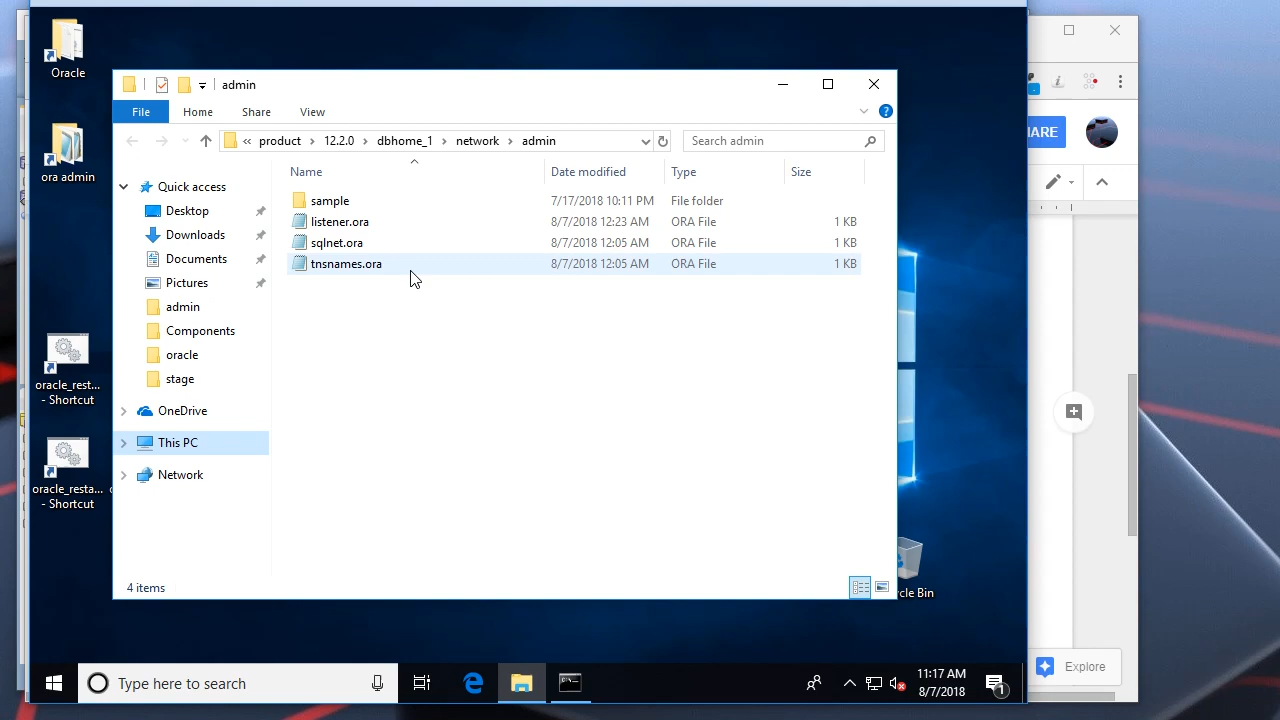 Oracle
ora admin
oracle_rest...
- Shortcut
oracle_resta...
- Shortcut
admin
File
Home
Share
View
«
product
12.2.0
dbhome_1
network
admin
Search admin
Quick access
Desktop
Downloads
Documents
Pictures
admin
Components
oracle
stage
OneDrive
This PC
Network
Name
Date modified
Type
Size
sample
7/17/2018 10:11 PM
File folder
listener.ora
8/7/2018 12:23 AM
ORA File
1 KB
sqlnet.ora
8/7/2018 12:05 AM
ORA File
1 KB
tnsnames.ora
8/7/2018 12:05 AM
ORA File
1 KB
4 items
cle Bin
ARE
Explore
Type here to search
11:17 AM
8/7/2018
1